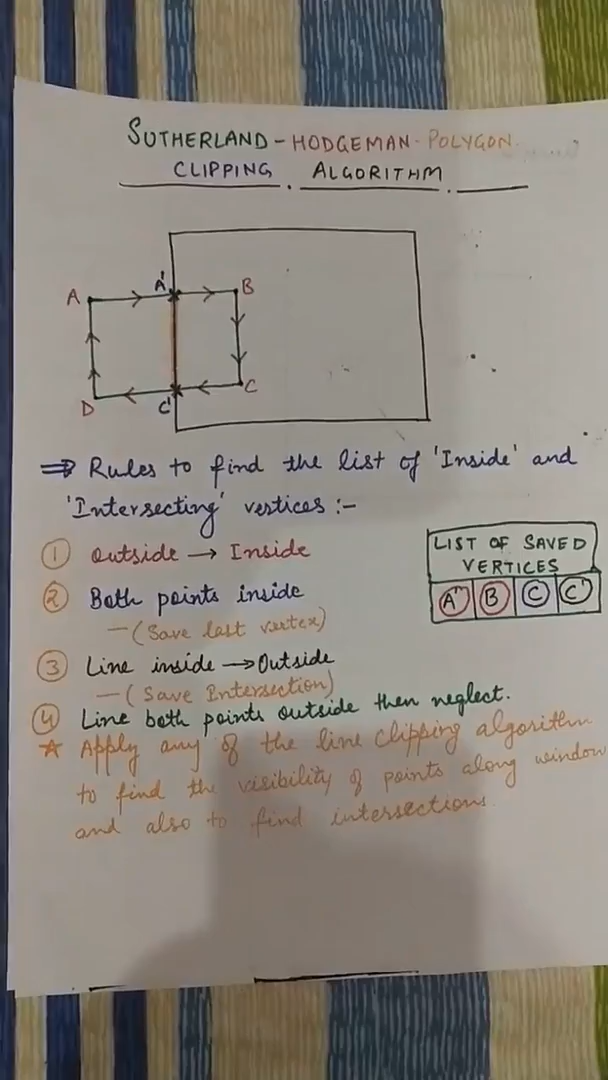 SUTHERLAND-HODGEMAN-POLYGON
CLIPPING ALGORITHM
A
A'
B
D
C'
C
⇒ Rules to find the list of 'Inside' and
'Intersecting' vertices:-
① Outside → Inside
② Both points inside
-(Save last vertex)
③ Line inside → Outside
-( Save Intersection)
④ Line both points outside then neglect.
LIST OF SAVED
VERTICES
A' B C C'
★ Apply any of the line clipping algorithm
to find the visibility of points along window
and also to find intersections.